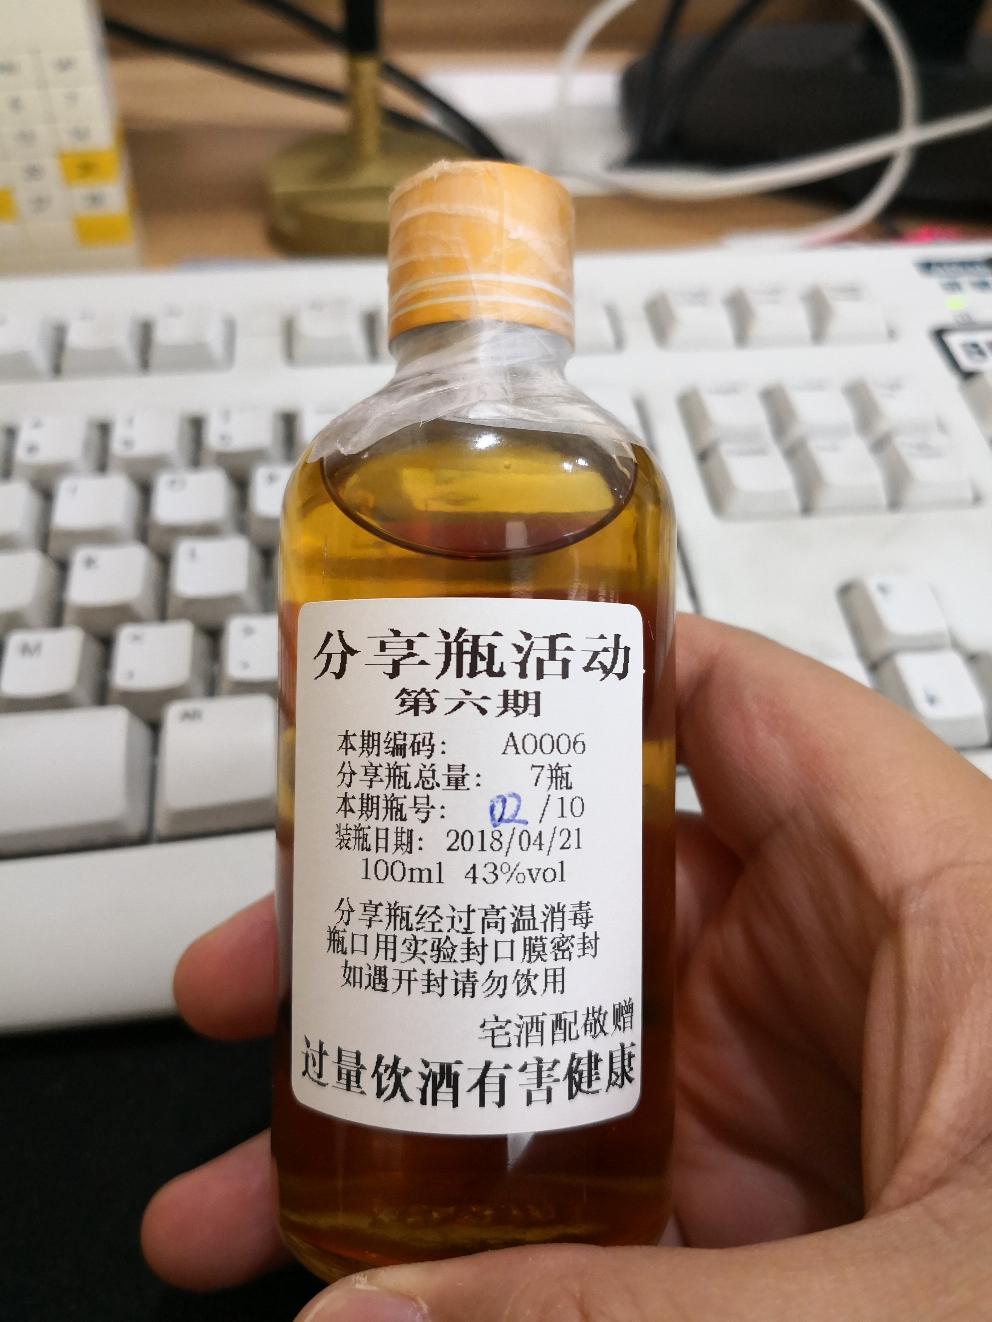 分享瓶活动
第六期
本期编码: A0006
分享瓶总量: 7瓶
本期瓶号: 02 /10
装瓶日期: 2018/04/21
100ml 43%vol
分享瓶经过高温消毒
瓶口用实验封口膜密封
如遇开封请勿饮用
宅酒配敬赠
过量饮酒有害健康